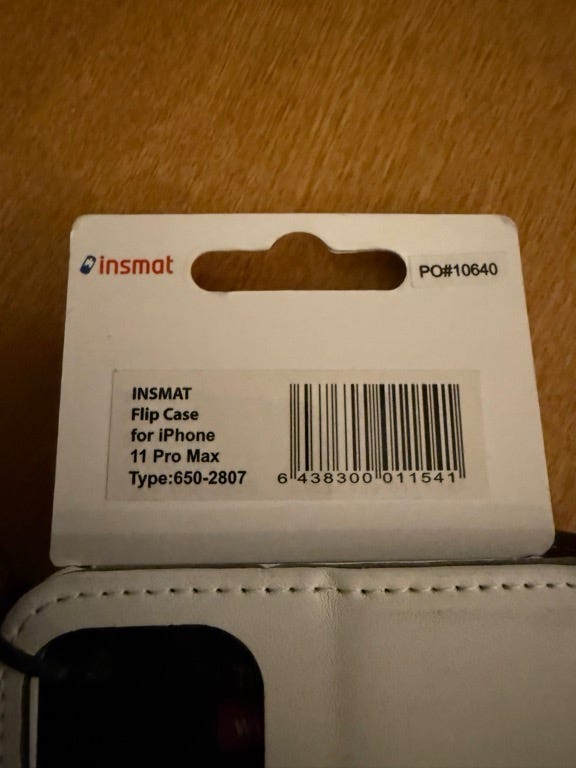 insmat
PO#10640
INSMAT
Flip Case
for iPhone
11 Pro Max
Type:650-2807
6 438300 011541